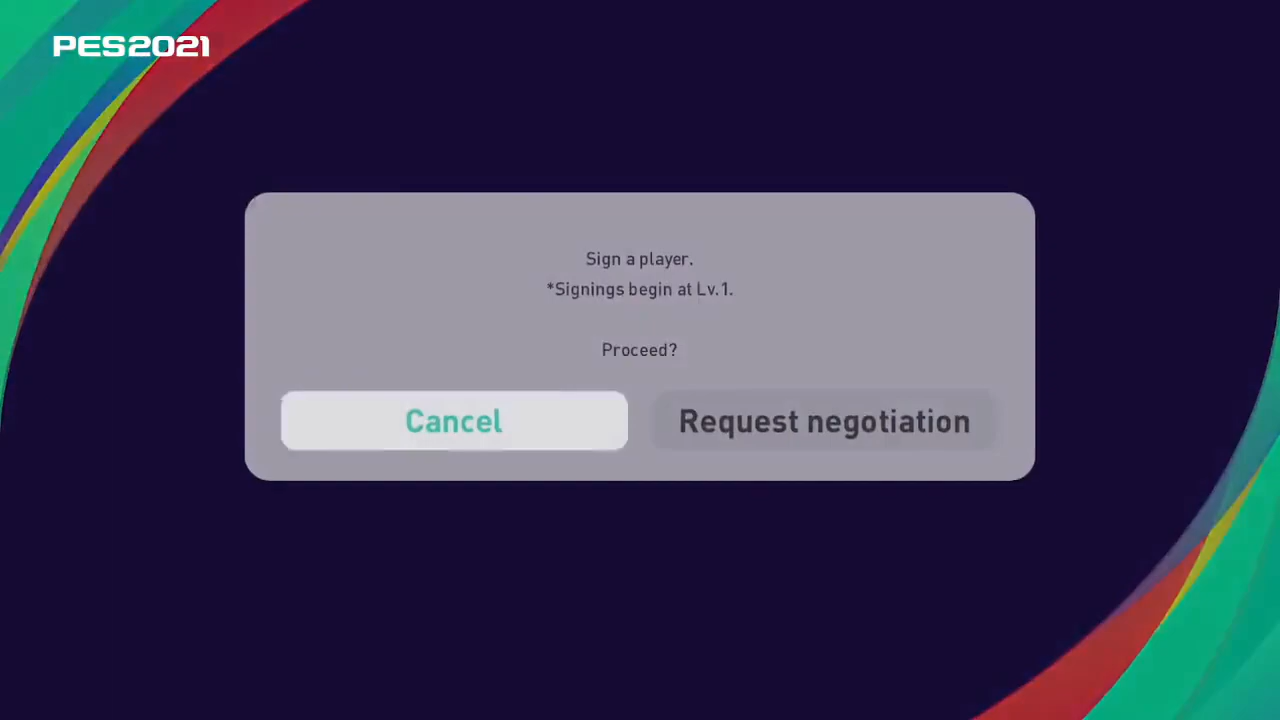 PES2021
Sign a player.
*Signings begin at Lv.1.
Proceed?
Cancel
Request negotiation